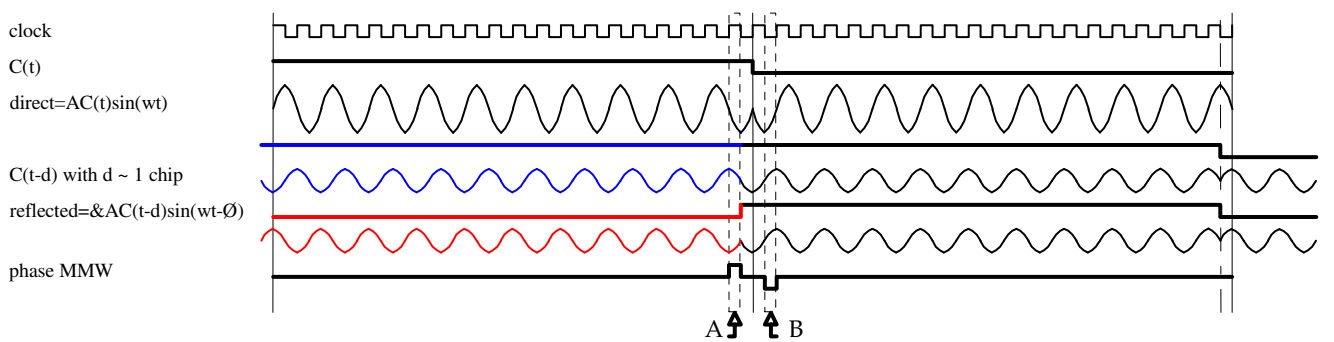 clock
C(t)
direct=AC(t)sin(wt)
C(t-d) with d ~ 1 chip
reflected=&AC(t-d)sin(wt-Ø)
phase MMW
A B